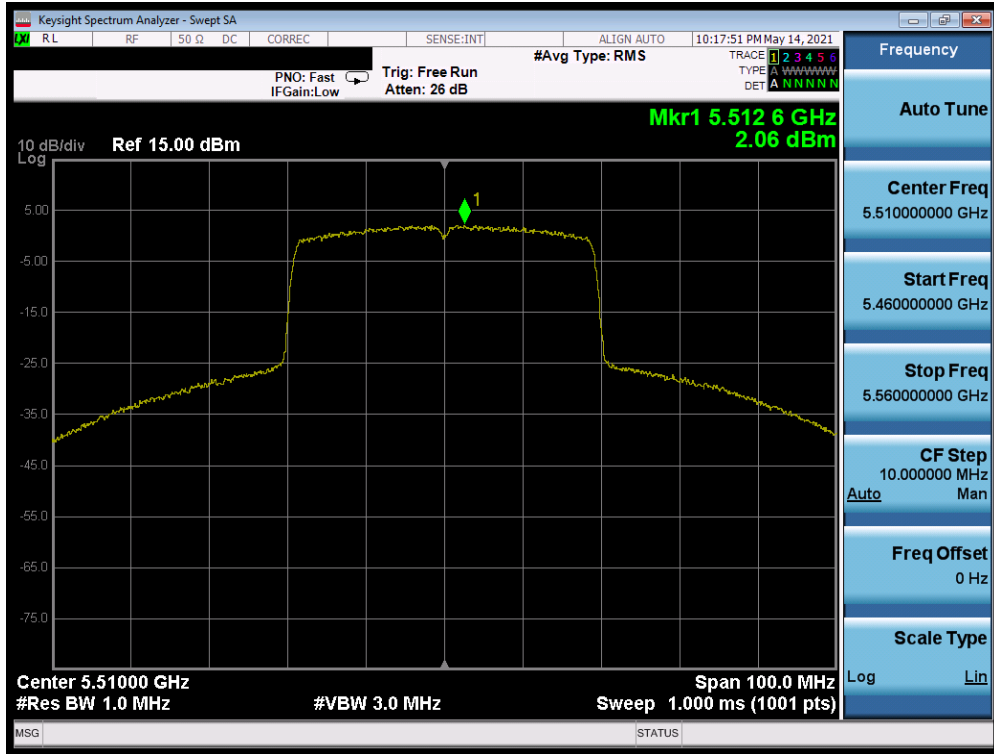 Keysight Spectrum Analyzer - Swept SA
LXI RL RF 50 Ω DC CORREC SENSE:INT ALIGN AUTO 10:17:51 PM May 14, 2021
PNO: Fast
IFGain:Low
Trig: Free Run
Atten: 26 dB
#Avg Type: RMS
TRACE 1 2 3 4 5 6
TYPE A WWWWW
DET A N N N N N
Mkr1 5.512 6 GHz
2.06 dBm
10 dB/div
Log
Ref 15.00 dBm
1
5.00
-5.00
-15.0
-25.0
-35.0
-45.0
-55.0
-65.0
-75.0
Center 5.51000 GHz
#Res BW 1.0 MHz
#VBW 3.0 MHz
Span 100.0 MHz
Sweep 1.000 ms (1001 pts)
MSG
STATUS
Frequency
Auto Tune
Center Freq
5.510000000 GHz
Start Freq
5.460000000 GHz
Stop Freq
5.560000000 GHz
CF Step
10.000000 MHz
Auto Man
Freq Offset
0 Hz
Scale Type
Log Lin